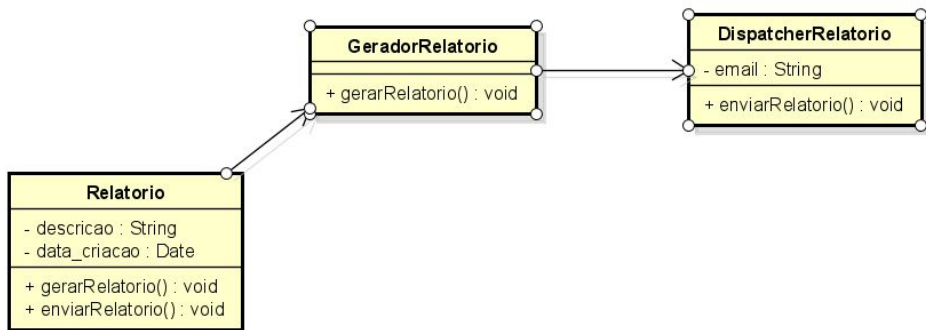 GeradorRelatorio
+ gerarRelatorio() : void
DispatcherRelatorio
- email : String
+ enviarRelatorio() : void
Relatorio
- descricao : String
- data_criacao : Date
+ gerarRelatorio() : void
+ enviarRelatorio() : void